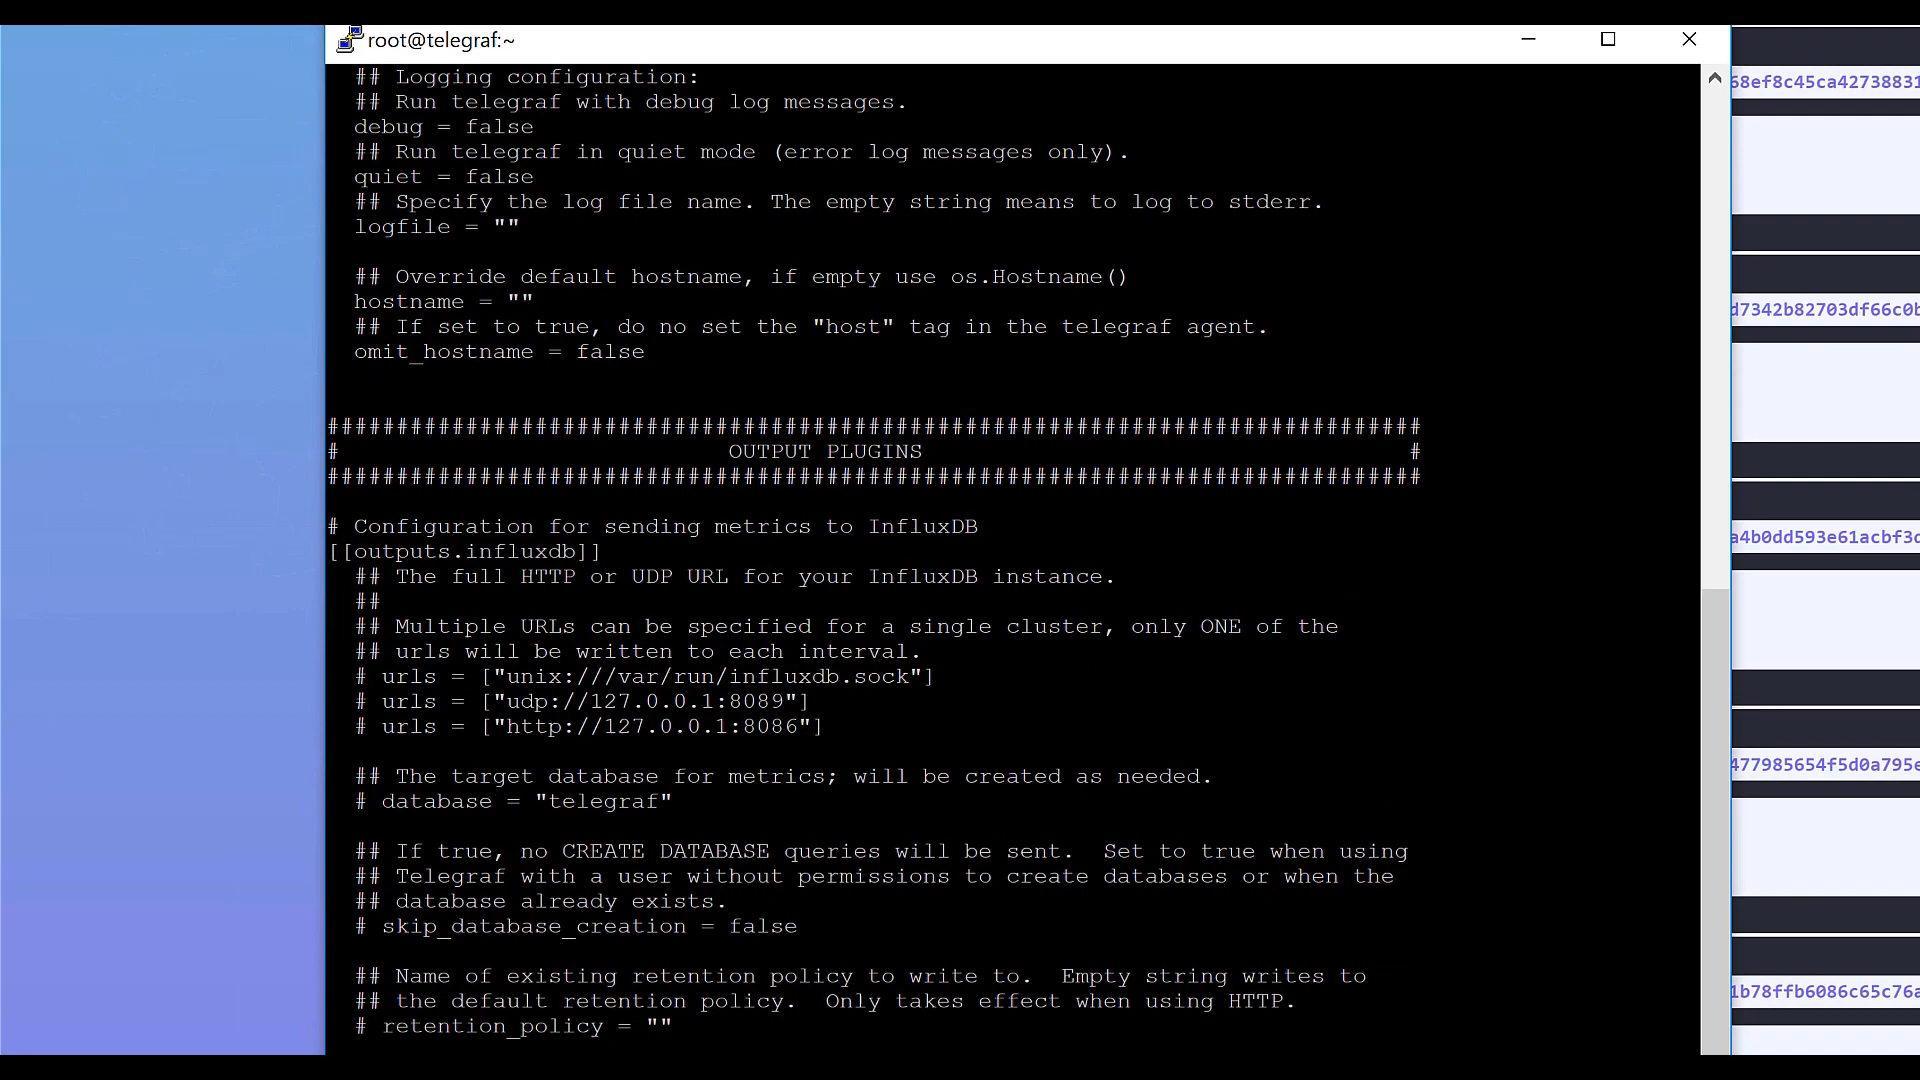 root@telegraf:~
## Logging configuration:
## Run telegraf with debug log messages.
debug = false
## Run telegraf in quiet mode (error log messages only).
quiet = false
## Specify the log file name. The empty string means to log to stderr.
logfile = ""
## Override default hostname, if empty use os.Hostname()
hostname = ""
## If set to true, do no set the "host" tag in the telegraf agent.
omit_hostname = false
###############################################################################
#                            OUTPUT PLUGINS                                   #
###############################################################################
# Configuration for sending metrics to InfluxDB
[[outputs.influxdb]]
## The full HTTP or UDP URL for your InfluxDB instance.
##
## Multiple URLs can be specified for a single cluster, only ONE of the
## urls will be written to each interval.
# urls = ["unix:///var/run/influxdb.sock"]
# urls = ["udp://127.0.0.1:8089"]
# urls = ["http://127.0.0.1:8086"]
## The target database for metrics; will be created as needed.
# database = "telegraf"
## If true, no CREATE DATABASE queries will be sent.  Set to true when using
## Telegraf with a user without permissions to create databases or when the
## database already exists.
# skip_database_creation = false
## Name of existing retention policy to write to.  Empty string writes to
## the default retention policy.  Only takes effect when using HTTP.
# retention_policy = ""
68ef8c45ca42738831
d7342b82703df66c0b
a4b0dd593e61acbf3c
477985654f5d0a795e
1b78ffb6086c65c76a